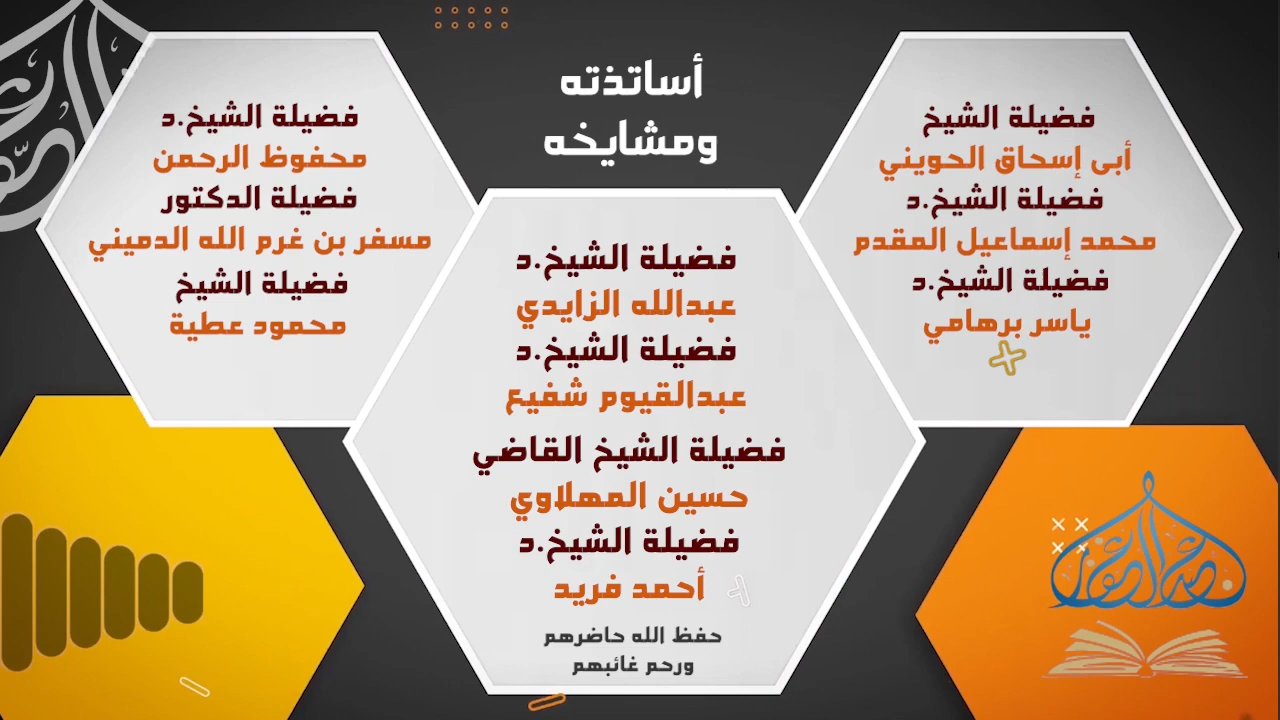 أساتذته
ومشايخه
فضيلة الشيخ
أبى إسحاق الحويني
فضيلة الشيخ.د
محمد إسماعيل المقدم
فضيلة الشيخ.د
ياسر برهامي
فضيلة الشيخ.د
عبدالله الزايدي
فضيلة الشيخ.د
عبدالقيوم شفيع
فضيلة الشيخ القاضي
حسين المهلاوي
فضيلة الشيخ.د
أحمد فريد
حفظ الله حاضرهم
ورحم غائبهم
فضيلة الشيخ.د
محفوظ الرحمن
فضيلة الدكتور
مسفر بن غرم الله الدميني
فضيلة الشيخ
محمود عطية